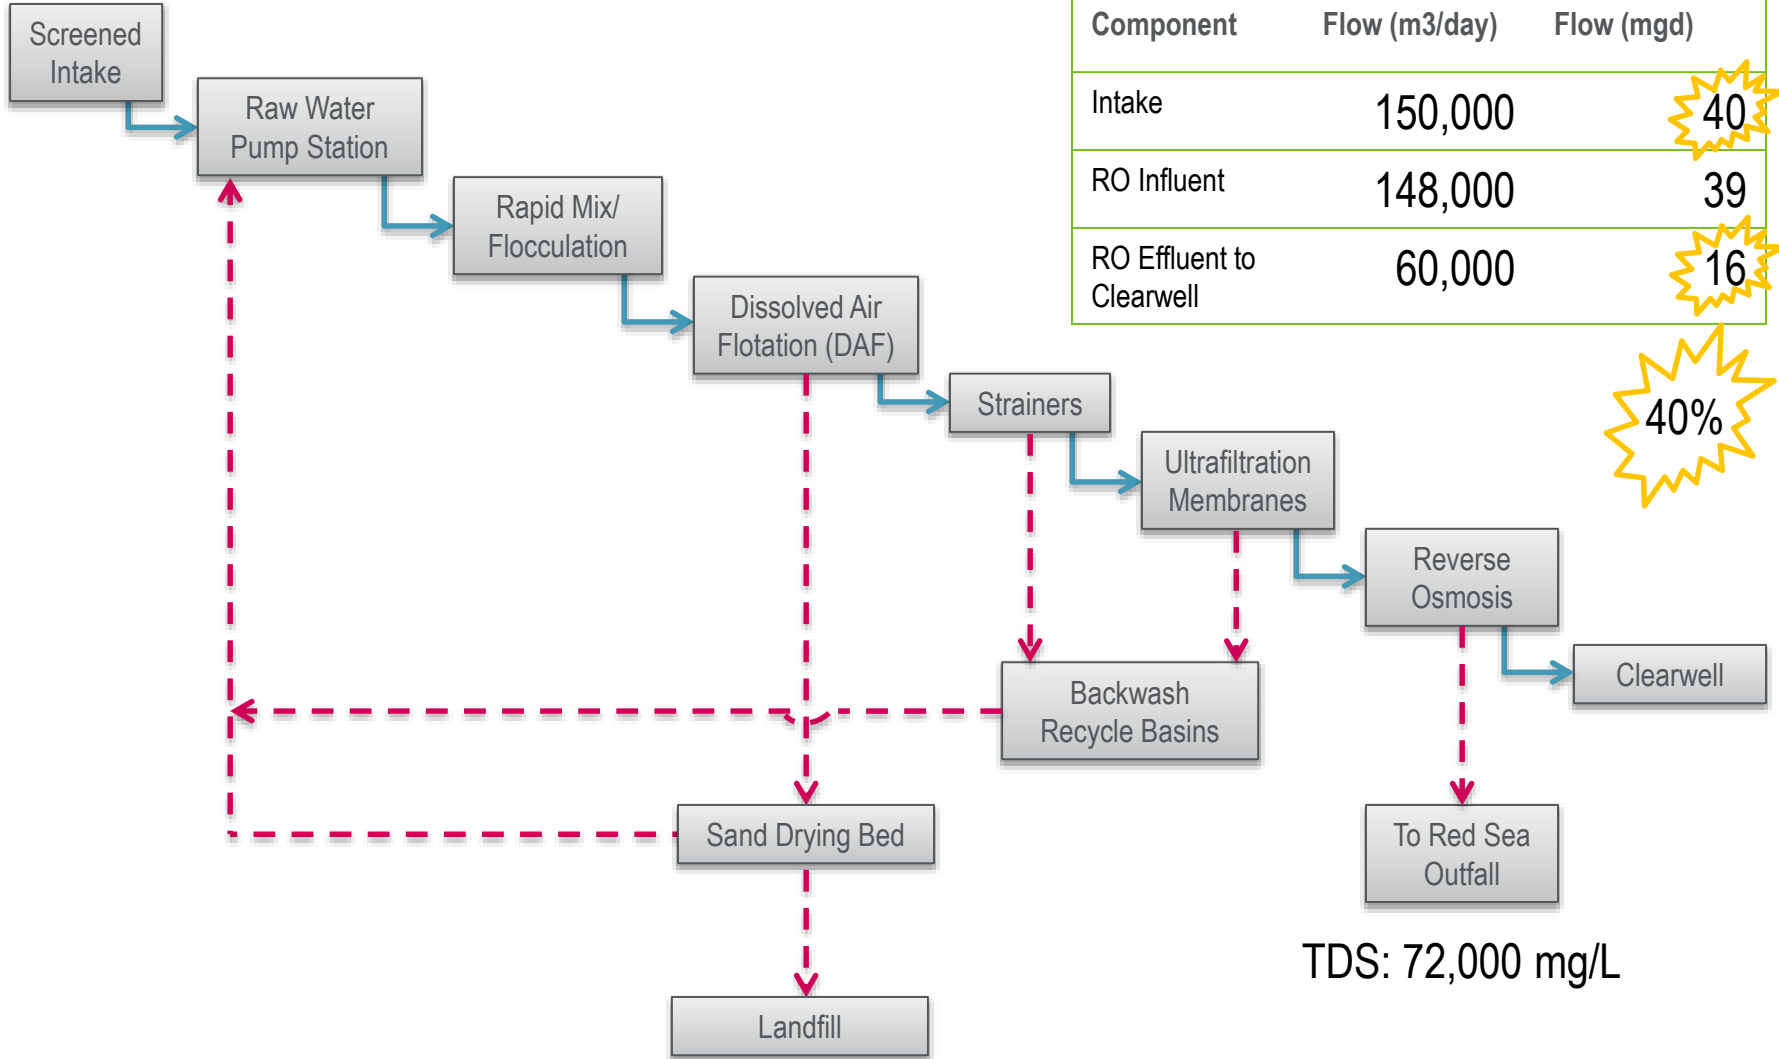 Screened
Intake
Raw Water
Pump Station
Rapid Mix/
Flocculation
Dissolved Air
Flotation (DAF)
Strainers
Ultrafiltration
Membranes
Reverse
Osmosis
Clearwell
Backwash
Recycle Basins
Sand Drying Bed
Landfill
To Red Sea
Outfall
TDS: 72,000 mg/L
Component Flow (m3/day) Flow (mgd)
Intake 150,000 40
RO Influent 148,000 39
RO Effluent to
Clearwell 60,000 16
40%